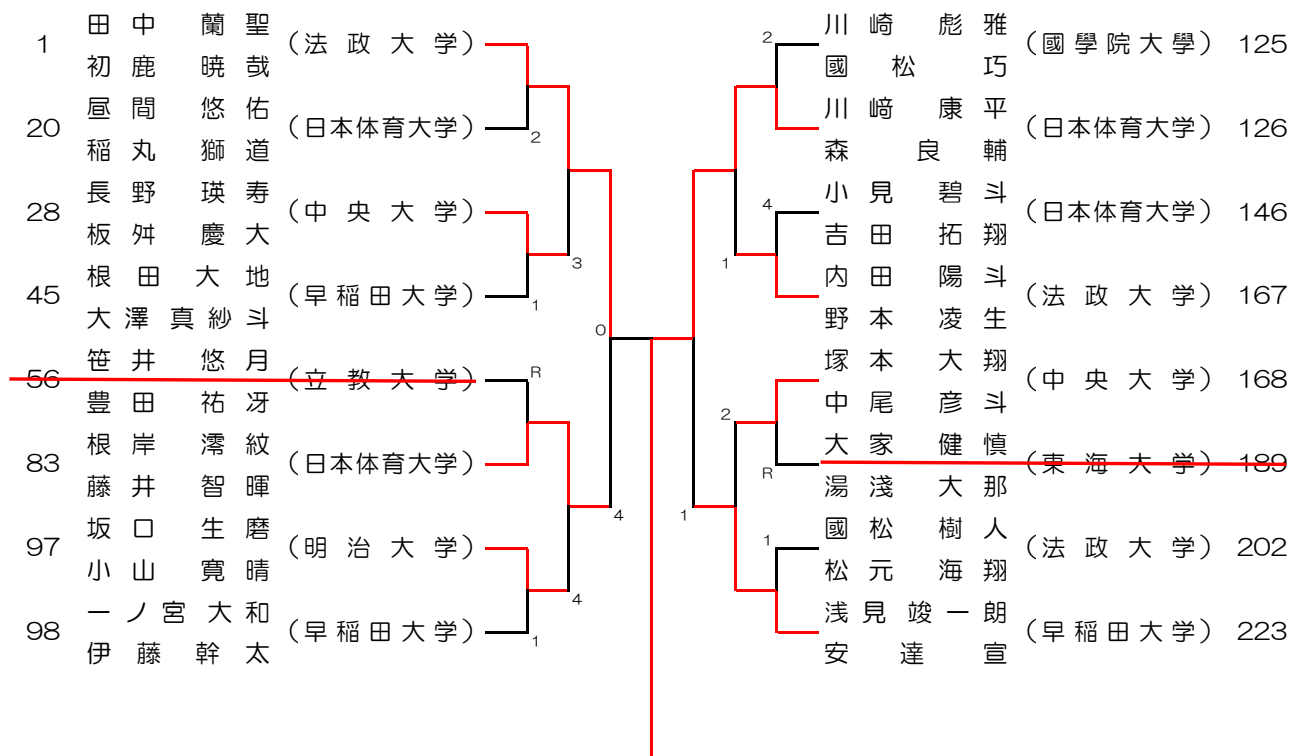 田中 蘭聖
1 (法政大学)
初鹿 暁哉
昼間 悠佑
20 (日本体育大学) 2
稲丸 獅道
長野 瑛寿
28 (中央大学)
板舛 慶大
3
根田 大地
45 (早稲田大学) 1
大澤 真紗斗
0
笹井 悠月
56 (立教大学) R
豊田 祐冴
根岸 澪紋
83 (日本体育大学)
藤井 智暉
4
坂口 生磨
97 (明治大学)
小山 寛晴
4
一ノ宮 大和
98 (早稲田大学) 1
伊藤 幹太
川崎 彪雅
2 (國學院大學) 125
國松 巧
川﨑 康平
(日本体育大学) 126
森 良輔
小見 碧斗
4 (日本体育大学) 146
吉田 拓翔
1
内田 陽斗
(法政大学) 167
野本 凌生
塚本 大翔
(中央大学) 168
中尾 彦斗
2
大家 健慎
R (東海大学) 189
湯淺 大那
1
國松 樹人
1 (法政大学) 202
松元 海翔
浅見 竣一朗
(早稲田大学) 223
安達 宣